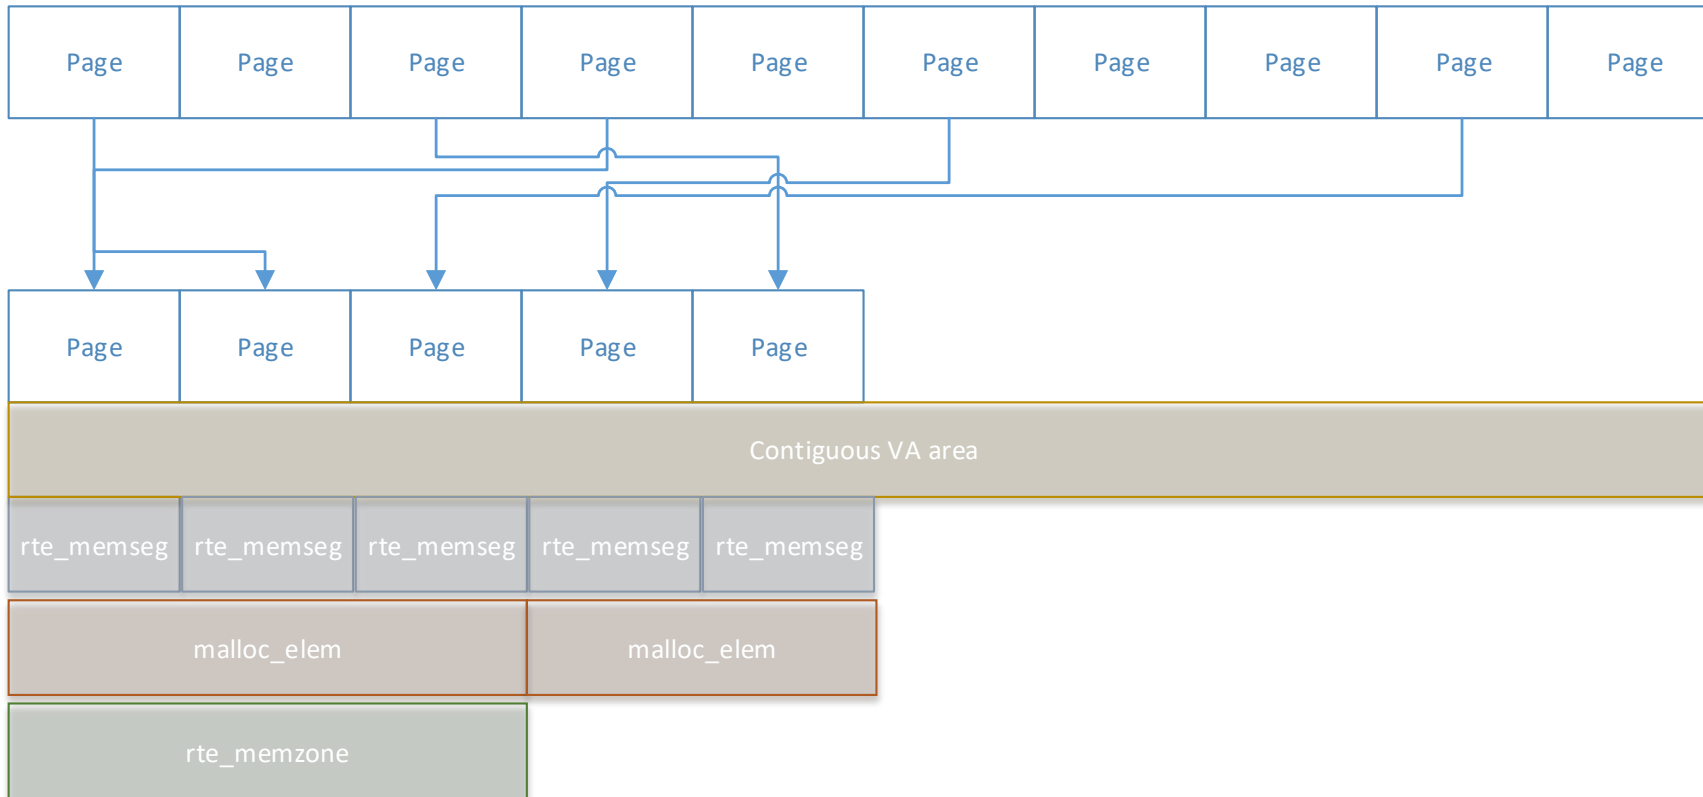 Page Page Page Page Page Page Page Page Page Page
Page Page Page Page Page
Contiguous VA area
rte_memseg rte_memseg rte_memseg rte_memseg rte_memseg
malloc_elem malloc_elem
rte_memzone